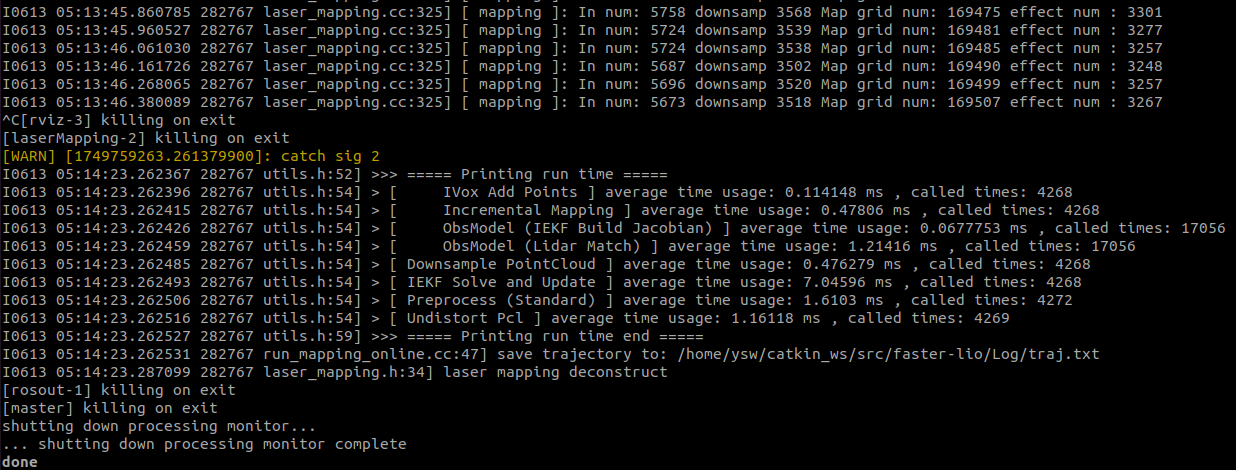 I0613 05:13:45.860785 282767 laser_mapping.cc:325] [ mapping ]: In num: 5758 downsamp 3568 Map grid num: 169475 effect num : 3301
I0613 05:13:45.960527 282767 laser_mapping.cc:325] [ mapping ]: In num: 5724 downsamp 3539 Map grid num: 169481 effect num : 3277
I0613 05:13:46.061030 282767 laser_mapping.cc:325] [ mapping ]: In num: 5724 downsamp 3538 Map grid num: 169485 effect num : 3257
I0613 05:13:46.161726 282767 laser_mapping.cc:325] [ mapping ]: In num: 5687 downsamp 3502 Map grid num: 169490 effect num : 3248
I0613 05:13:46.268065 282767 laser_mapping.cc:325] [ mapping ]: In num: 5696 downsamp 3520 Map grid num: 169499 effect num : 3257
I0613 05:13:46.380089 282767 laser_mapping.cc:325] [ mapping ]: In num: 5673 downsamp 3518 Map grid num: 169507 effect num : 3267
^C[rviz-3] killing on exit
[laserMapping-2] killing on exit
[WARN] [1749759263.261379900]: catch sig 2
I0613 05:14:23.262367 282767 utils.h:52] >>> ===== Printing run time =====
I0613 05:14:23.262396 282767 utils.h:54] > [     IVox Add Points ] average time usage: 0.114148 ms , called times: 4268
I0613 05:14:23.262415 282767 utils.h:54] > [     Incremental Mapping ] average time usage: 0.47806 ms , called times: 4268
I0613 05:14:23.262426 282767 utils.h:54] > [     ObsModel (IEKF Build Jacobian) ] average time usage: 0.0677753 ms , called times: 17056
I0613 05:14:23.262459 282767 utils.h:54] > [     ObsModel (Lidar Match) ] average time usage: 1.21416 ms , called times: 17056
I0613 05:14:23.262485 282767 utils.h:54] > [ Downsample PointCloud ] average time usage: 0.476279 ms , called times: 4268
I0613 05:14:23.262493 282767 utils.h:54] > [ IEKF Solve and Update ] average time usage: 7.04596 ms , called times: 4268
I0613 05:14:23.262506 282767 utils.h:54] > [ Preprocess (Standard) ] average time usage: 1.6103 ms , called times: 4272
I0613 05:14:23.262516 282767 utils.h:54] > [ Undistort Pcl ] average time usage: 1.16118 ms , called times: 4269
I0613 05:14:23.262527 282767 utils.h:59] >>> ===== Printing run time end =====
I0613 05:14:23.262531 282767 run_mapping_online.cc:47] save trajectory to: /home/ysw/catkin_ws/src/faster-lio/Log/traj.txt
I0613 05:14:23.287099 282767 laser_mapping.h:34] laser mapping deconstruct
[rosout-1] killing on exit
[master] killing on exit
shutting down processing monitor...
... shutting down processing monitor complete
done